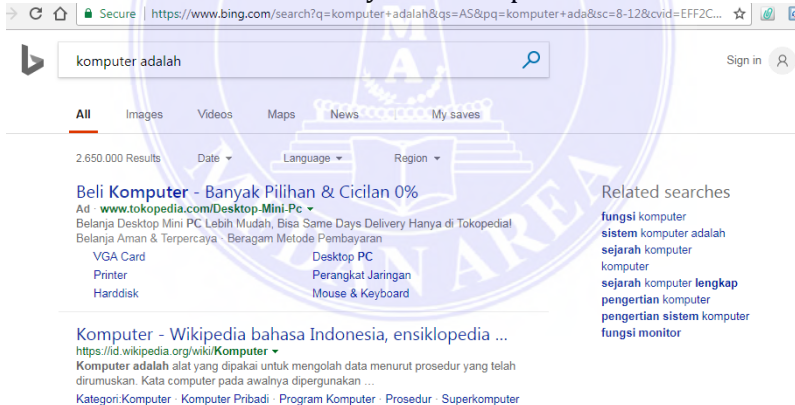 Secure https://www.bing.com/search?q=komputer+adalah&qs=AS&pq=komputer+ada&sc=8-12&cvid=EFF2C...
komputer adalah
Sign in
All Images Videos Maps News My saves
2.650.000 Results Date Language Region
Beli Komputer - Banyak Pilihan & Cicilan 0%
Ad · www.tokopedia.com/Desktop-Mini-Pc
Belanja Desktop Mini PC Lebih Mudah, Bisa Same Days Delivery Hanya di Tokopedia!
Belanja Aman & Terpercaya · Beragam Metode Pembayaran
VGA Card Desktop PC
Printer Perangkat Jaringan
Harddisk Mouse & Keyboard
Komputer - Wikipedia bahasa Indonesia, ensiklopedia ...
https://id.wikipedia.org/wiki/Komputer
Komputer adalah alat yang dipakai untuk mengolah data menurut prosedur yang telah
dirumuskan. Kata computer pada awalnya dipergunakan ...
Kategori:Komputer · Komputer Pribadi · Program Komputer · Prosedur · Superkomputer
Related searches
fungsi komputer
sistem komputer adalah
sejarah komputer
komputer
sejarah komputer lengkap
pengertian komputer
pengertian sistem komputer
fungsi monitor
MA
DAN AREA